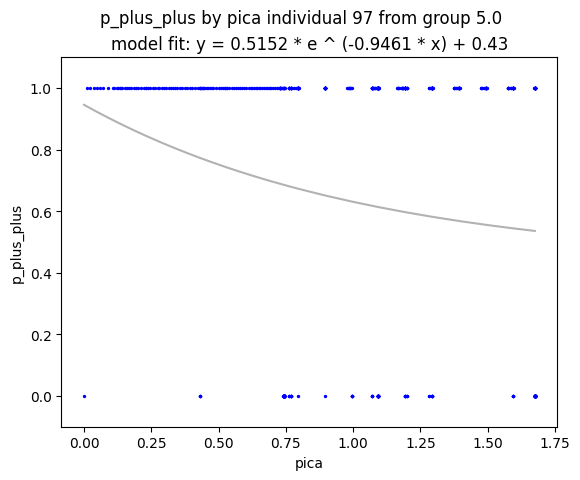 p_plus_plus by pica individual 97 from group 5.0
model fit: y = 0.5152 * e ^ (-0.9461 * x) + 0.43
1.0
0.8
0.6
0.4
0.2
0.0
p_plus_plus
0.00 0.25 0.50 0.75 1.00 1.25 1.50 1.75
pica